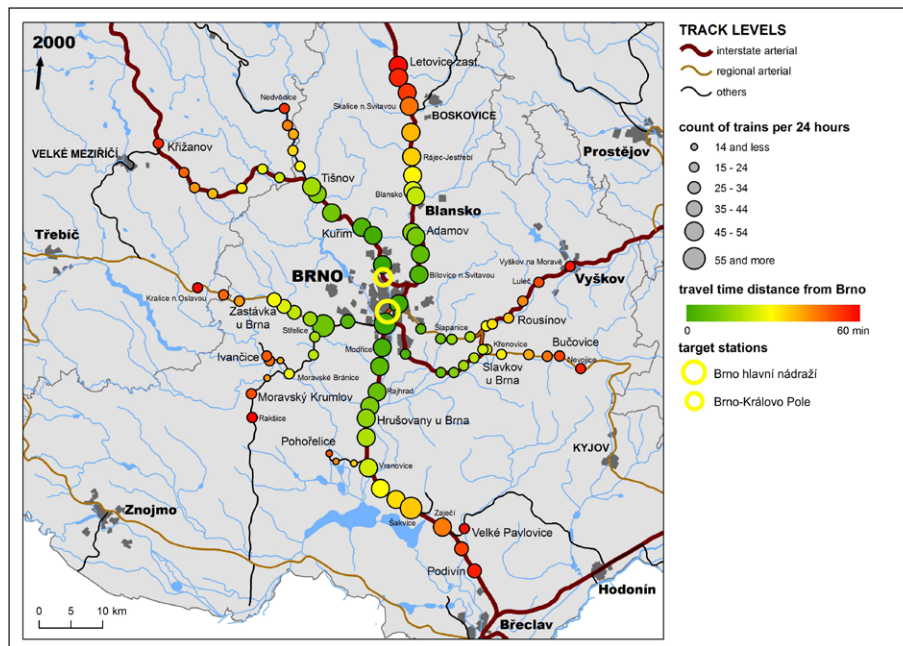 2000
TRACK LEVELS
interstate arterial
regional arterial
others
count of trains per 24 hours
14 and less
15 - 24
25 - 34
35 - 44
45 - 54
55 and more
travel time distance from Brno
0
60 min
target stations
Brno hlavní nádraží
Brno-Královo Pole
Letovice zast.
Nedvědice
Skalice n.Svitavou
BOSKOVICE
Prostějov
Křižanov
VELKÉ MEZIŘÍČÍ
Rájec-Jestřebí
Tišnov
Blansko
Blansko
Kuřim
Adamov
Třebíč
BRNO
Bílovice n.Svitavou
Vyškov na Moravě
Luleč
Vyškov
Kralice n.Oslavou
Zastávka
u Brna
Střelice
Šlapanice
Rousínov
Modřice
Křenovice
Bučovice
Nevojice
Slavkov
u Brna
Ivančice
Moravské Bránice
Moravský Krumlov
Rajhrad
Rakšice
Hrušovany u Brna
Pohořelice
Vranovice
KYJOV
Znojmo
Šakvice
Zaječí
Velké Pavlovice
Podivín
Hodonín
Břeclav
0 5 10 km